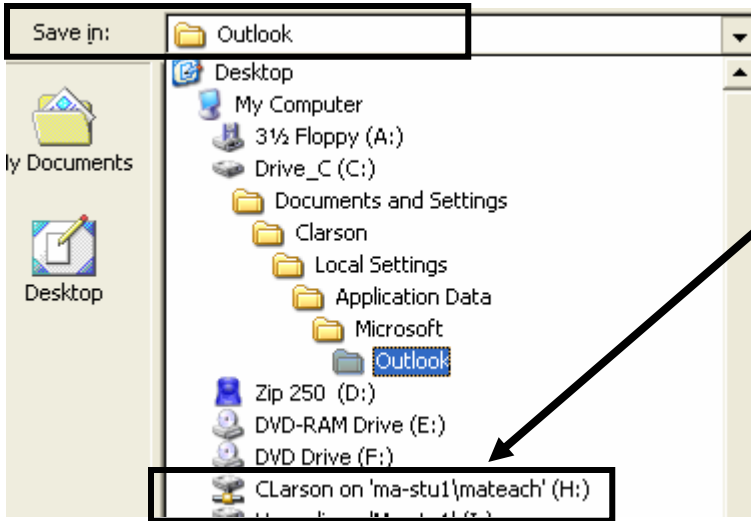 Save in:
Outlook
Desktop
My Computer
3½ Floppy (A:)
Drive_C (C:)
Documents and Settings
Clarson
Local Settings
Application Data
Microsoft
Outlook
Zip 250 (D:)
DVD-RAM Drive (E:)
DVD Drive (F:)
CLarson on 'ma-stu1\mateach' (H:)
y Documents
Desktop